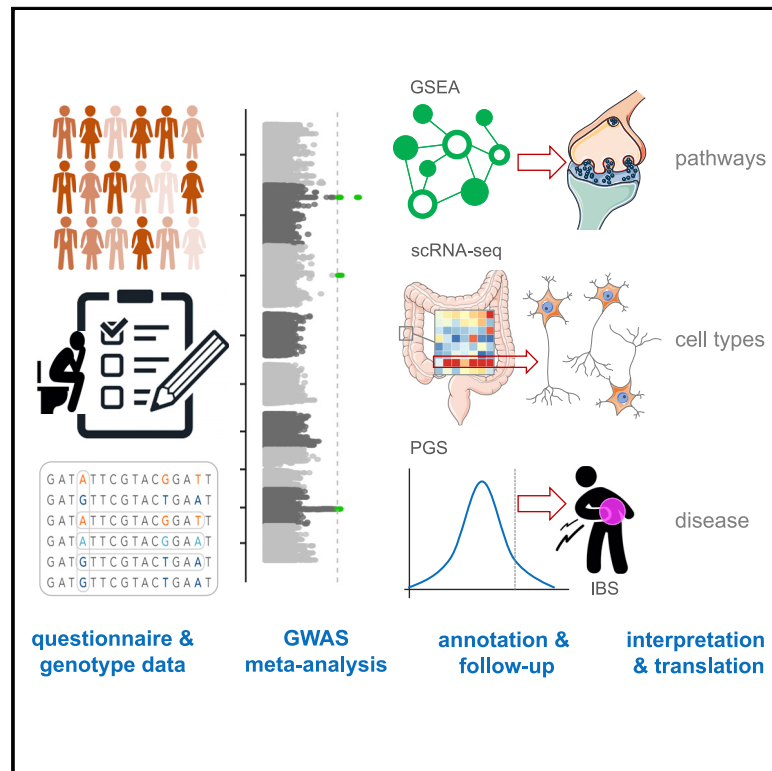 GSEA
pathways
scRNA-seq
cell types
GATATTCGTACGGATT
GATGTTCGTACTGAAT
GATATTCGTACGGATT
GATATTCGTACGGAAT
GATGTTCGTACTGAAT
GATGTTCGTACTGAAT
PGS
disease
IBS
questionnaire &
genotype data
GWAS
meta-analysis
annotation &
follow-up
interpretation
& translation